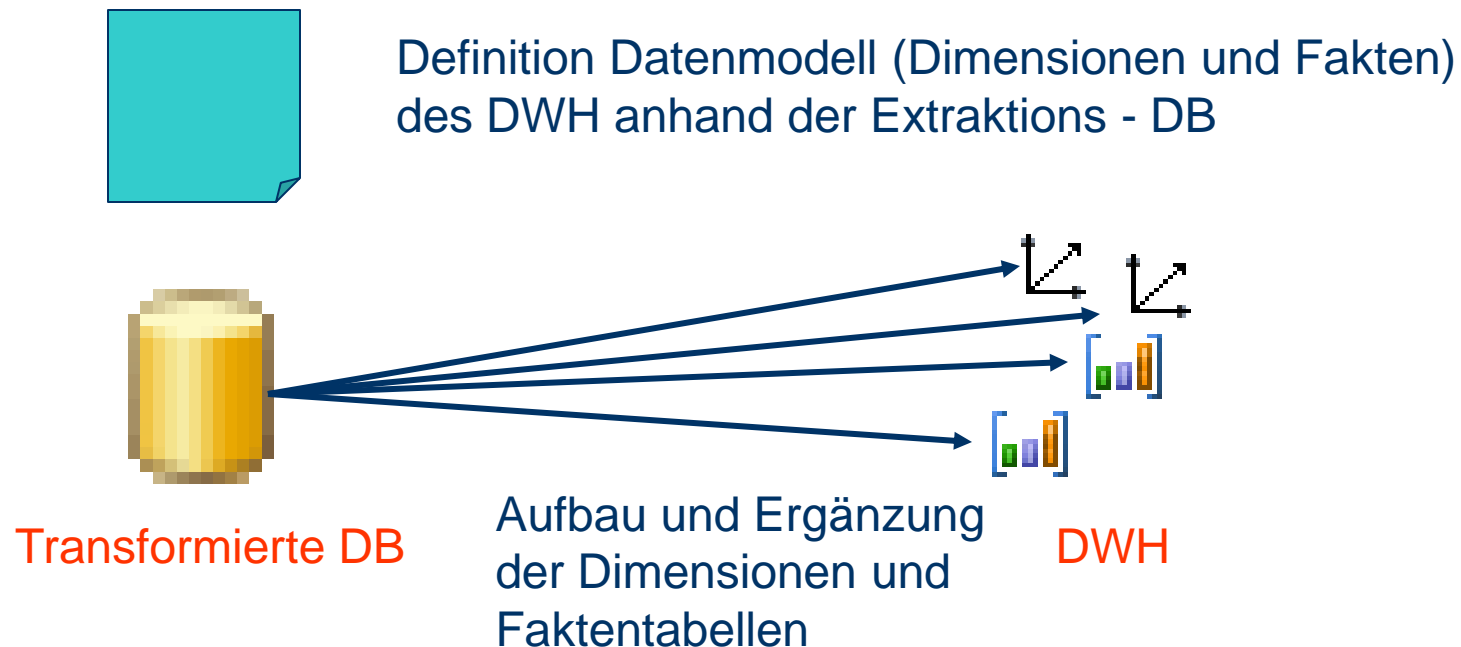 Definition Datenmodell (Dimensionen und Fakten)
des DWH anhand der Extraktions - DB
Transformierte DB
Aufbau und Ergänzung
der Dimensionen und
Faktentabellen
DWH